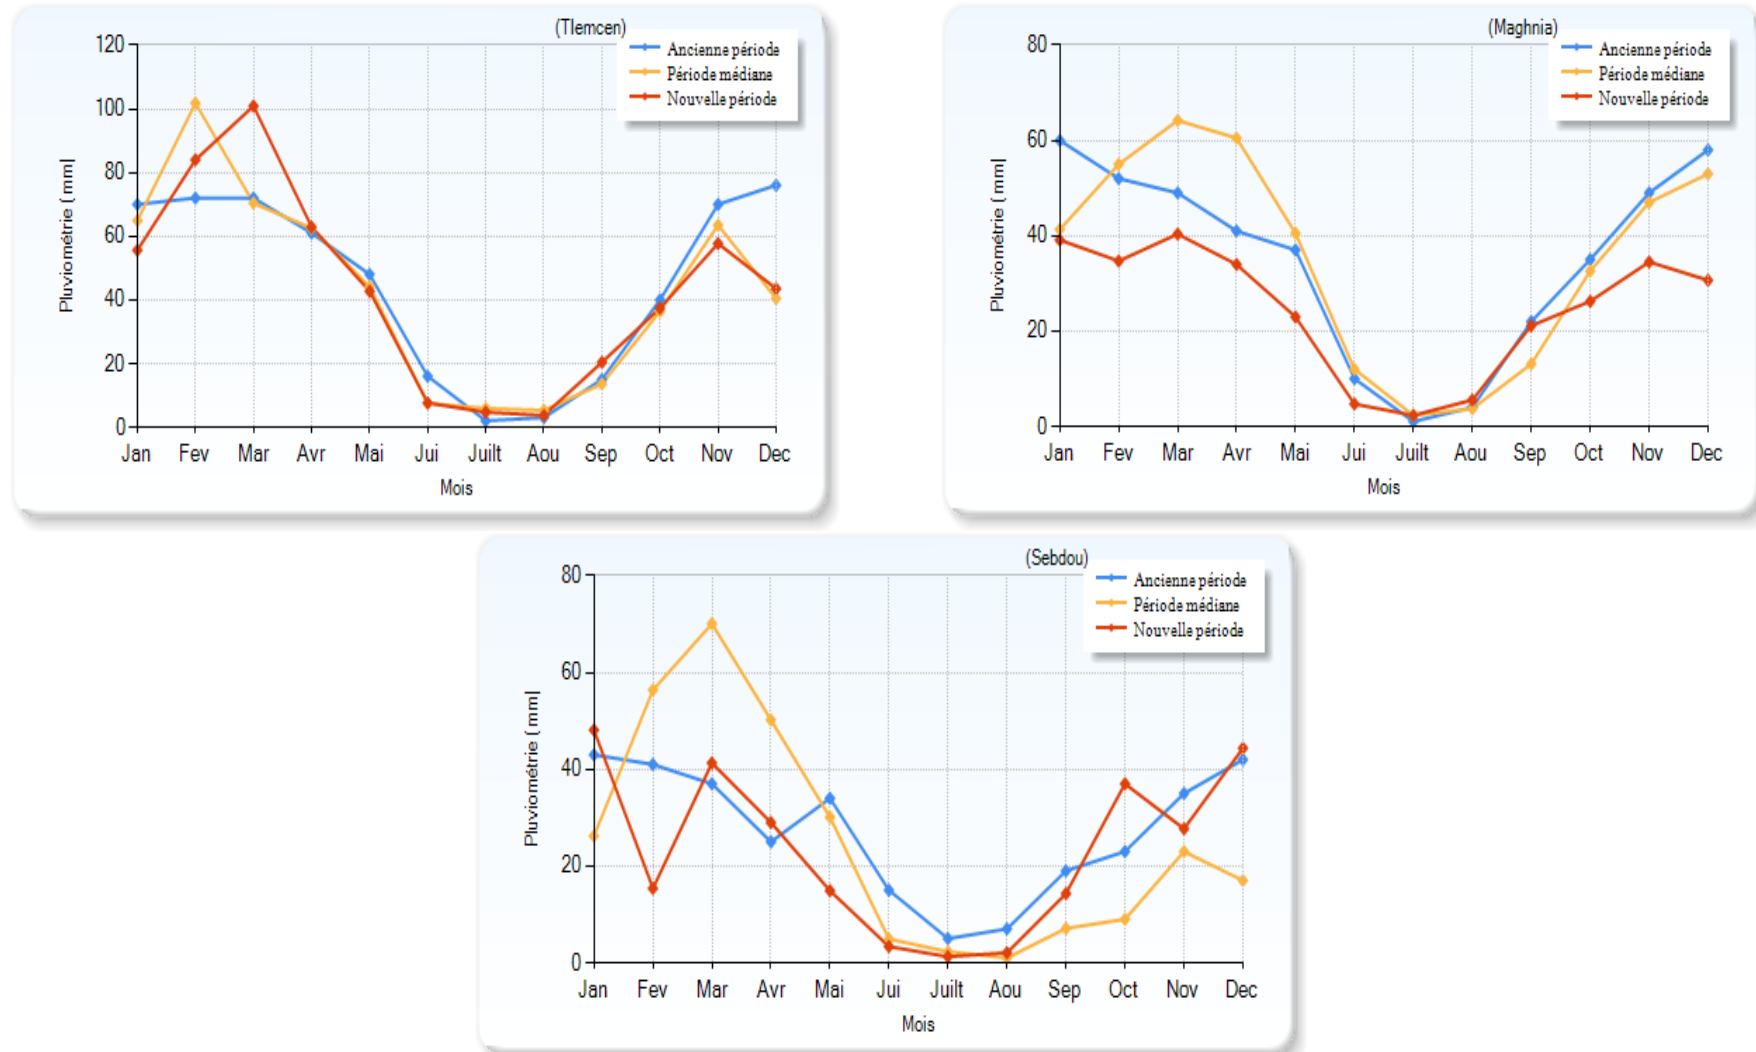 (Tlemcen)
Ancienne période
Période médiane
Nouvelle période
120
100
80
60
40
20
0
Pluviométrie ( mm|
Jan Fev Mar Avr Mai Jui Juilt Aou Sep Oct Nov Dec
Mois
(Maghnia)
Ancienne période
Période médiane
Nouvelle période
80
60
40
20
0
Pluviométrie ( mm|
Jan Fev Mar Avr Mai Jui Juilt Aou Sep Oct Nov Dec
Mois
(Sebdou)
Ancienne période
Période médiane
Nouvelle période
80
60
40
20
0
Pluviométrie ( mm|
Jan Fev Mar Avr Mai Jui Juilt Aou Sep Oct Nov Dec
Mois